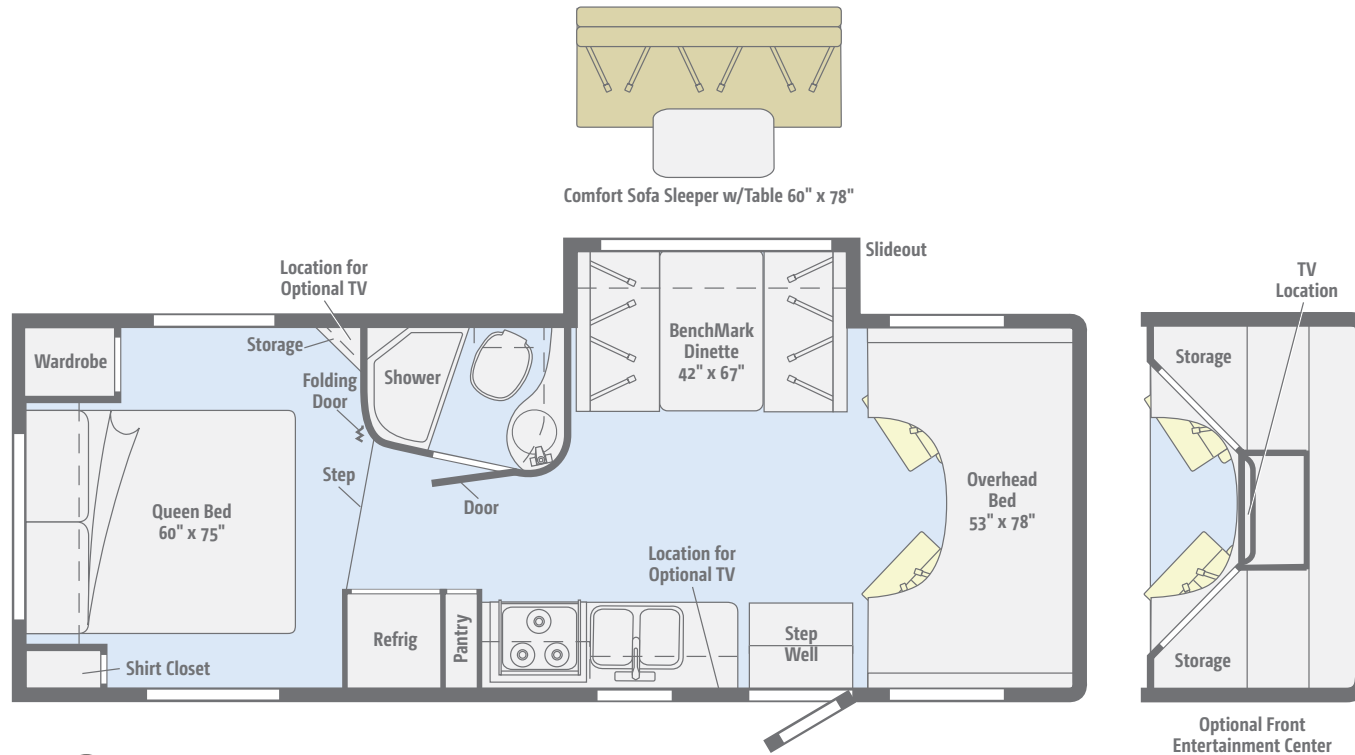 Comfort Sofa Sleeper w/Table 60" x 78"
Slideout
Location for
Optional TV
TV
Location
Storage
Wardrobe
Folding
Door
Shower
BenchMark
Dinette
42" x 67"
Storage
Step
Door
Queen Bed
60" x 75"
Overhead
Bed
53" x 78"
Location for
Optional TV
Refrig
Pantry
Step
Well
Shirt Closet
Storage
Optional Front
Entertainment Center